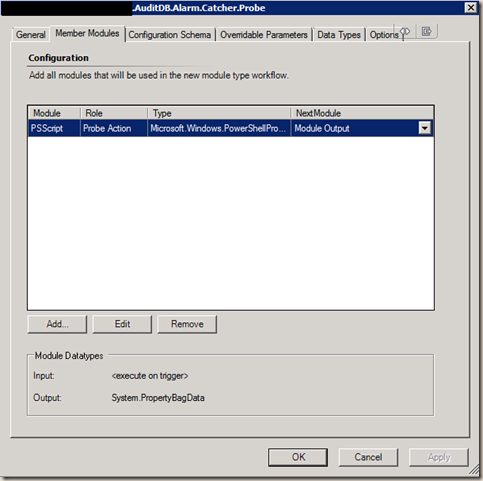 .AuditDB.Alarm.Catcher.Probe
General Member Modules Configuration Schema Overridable Parameters Data Types Options
Configuration
Add all modules that will be used in the new module type workflow.
Module Role Type NextModule
PSScript Probe Action Microsoft.Windows.PowerShellPro... Module Output
Add... Edit Remove
Module Datatypes
Input: <execute on trigger>
Output: System.PropertyBagData
OK Cancel Apply